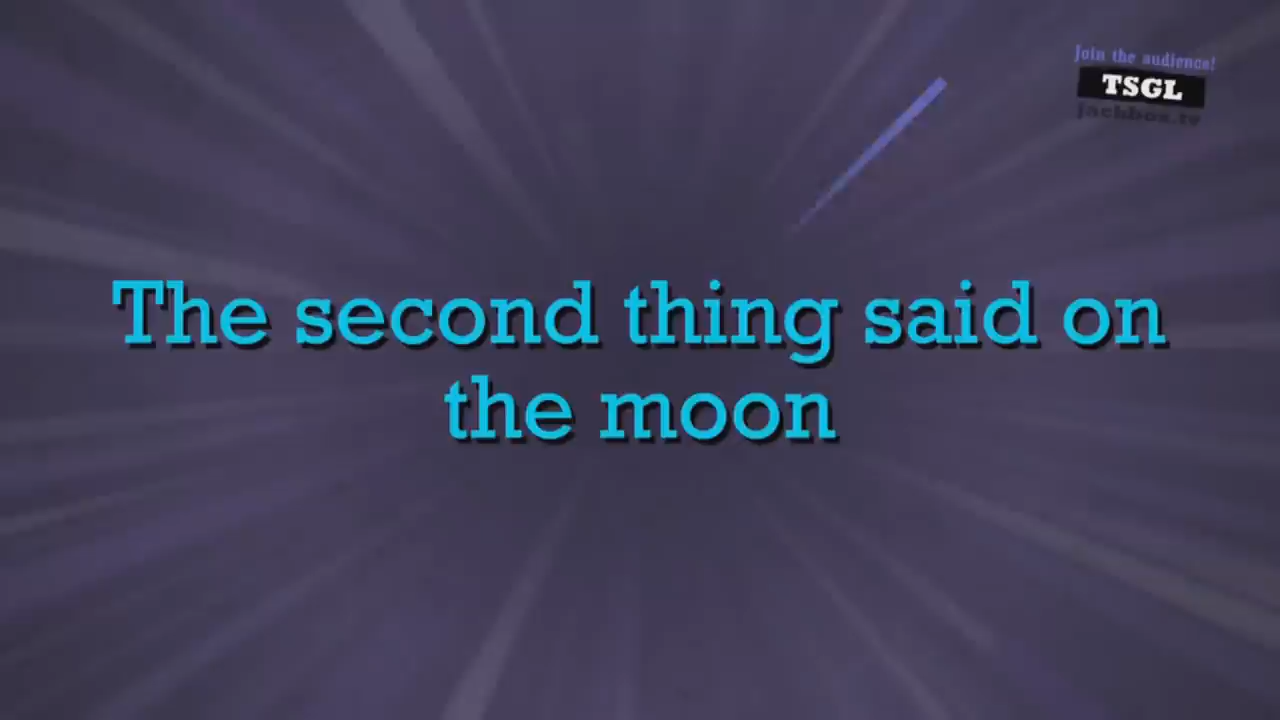 Join the audience!
TSGL
jackbox.tv
The second thing said on
the moon